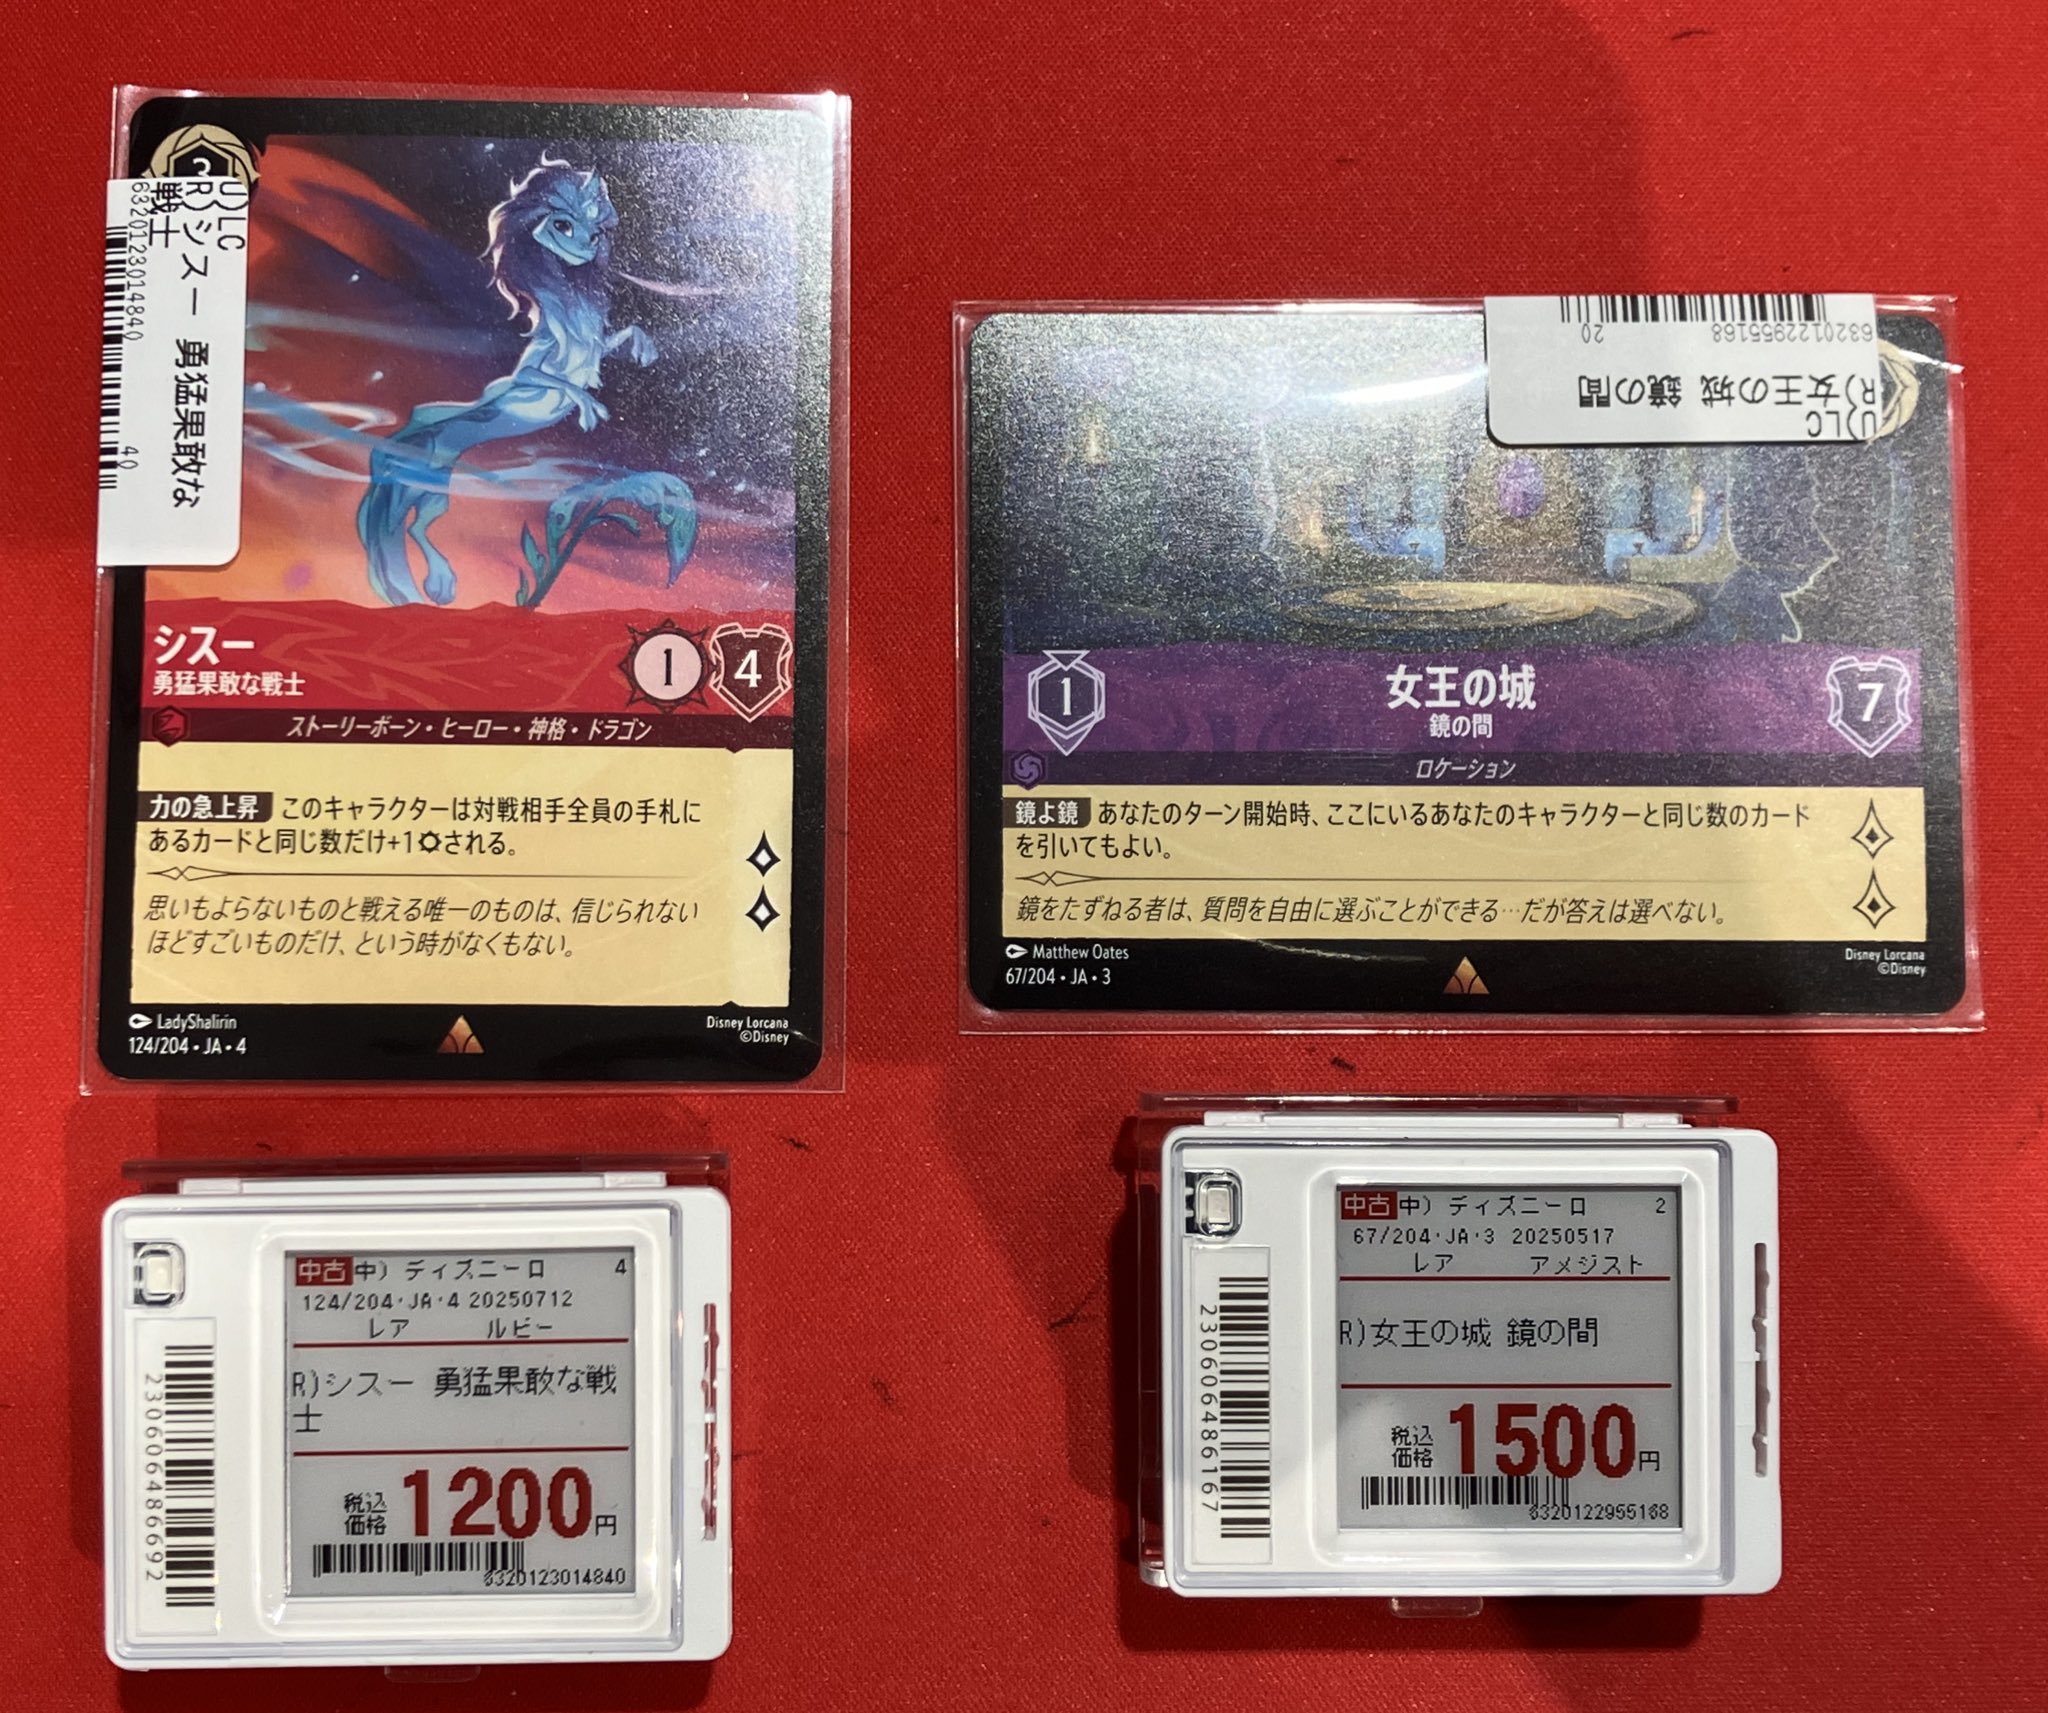 U)LC
R)シスー 勇猛果敢な
戦士
6320123014840
40
シスー
勇猛果敢な戦士
1
4
ストーリーボーン・ヒーロー・神格・ドラゴン
力の急上昇 このキャラクターは対戦相手全員の手札に
あるカードと同じ数だけ+1される。
思いもよらないものと戦える唯一のものは、信じられない
ほどすごいものだけ、という時がなくもない。
LadyShalirin
124/204・JA・4
Disney Lorcana
©Disney
U)LC
R)女王の城 鏡の間
6320122955168
20
1
女王の城
鏡の間
7
ロケーション
鏡よ鏡 あなたのターン開始時、ここにいるあなたのキャラクターと同じ数のカード
を引いてもよい。
鏡をたずねる者は、質問を自由に選ぶことができる…だが答えは選べない。
Matthew Oates
67/204・JA・3
Disney Lorcana
©Disney
中古 中) ディズニーロ 4
124/204・JA・4 20250712
レア ルビー
R)シスー 勇猛果敢な戦
士
税込
価格
1200円
6320123014840
230606486692
中古 中) ディズニーロ 2
67/204・JA・3 20250517
レア アメジスト
R)女王の城 鏡の間
税込
価格
1500円
6320122955168
230606486167